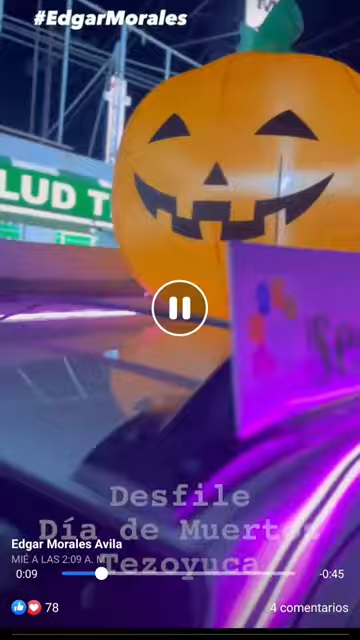 #EdgarMorales
LUD T
Desfile
Día de Muertos
Edgar Morales Avila
MIÉ A LAS 2:09 A. M.
Tezoyuca
0:09
-0:45
78
4 comentarios